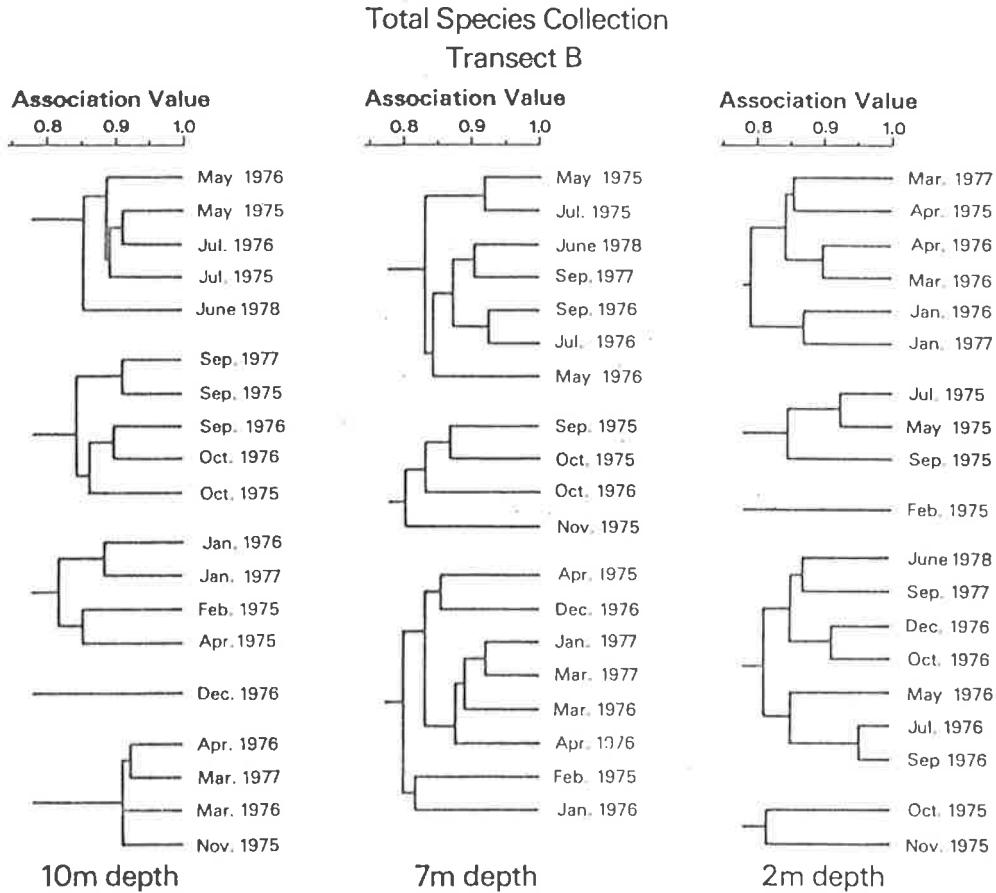 Total Species Collection
Transect B
Association Value
0.8 0.9 1.0
May 1976
May 1975
Jul. 1976
Jul. 1975
June 1978
Sep. 1977
Sep. 1975
Sep. 1976
Oct. 1976
Oct. 1975
Jan. 1976
Jan. 1977
Feb. 1975
Apr. 1975
Dec. 1976
Apr. 1976
Mar. 1977
Mar. 1976
Nov. 1975
10m depth
Association Value
0.8 0.9 1.0
May 1975
Jul. 1975
June 1978
Sep. 1977
Sep. 1976
Jul. 1976
May 1976
Sep. 1975
Oct. 1975
Oct. 1976
Nov. 1975
Apr. 1975
Dec. 1976
Jan. 1977
Mar. 1977
Mar. 1976
Apr. 1976
Feb. 1975
Jan. 1976
7m depth
Association Value
0.8 0.9 1.0
Mar. 1977
Apr. 1975
Apr. 1976
Mar. 1976
Jan. 1976
Jan. 1977
Jul. 1975
May 1975
Sep. 1975
Feb. 1975
June 1978
Sep. 1977
Dec. 1976
Oct. 1976
May 1976
Jul. 1976
Sep 1976
Oct. 1975
Nov. 1975
2m depth